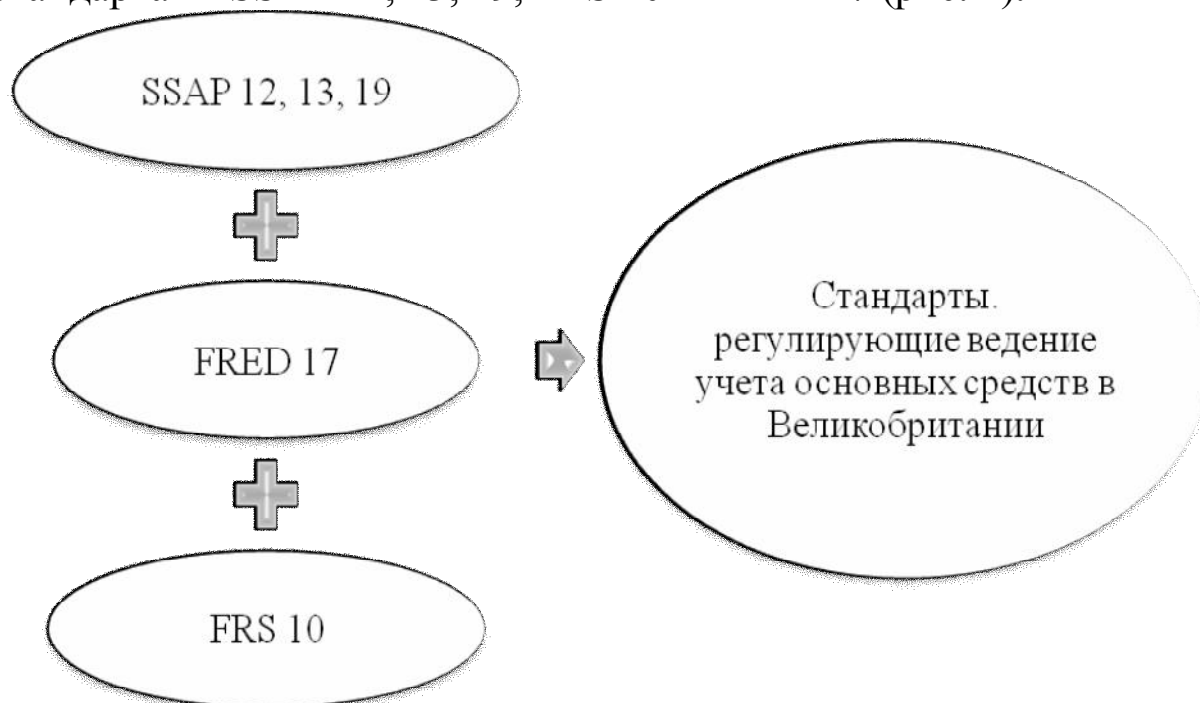 SSAP 12, 13, 19
FRED 17
FRS 10
Стандарты.
регулирующие ведение
учета основных средств в
Великобритании